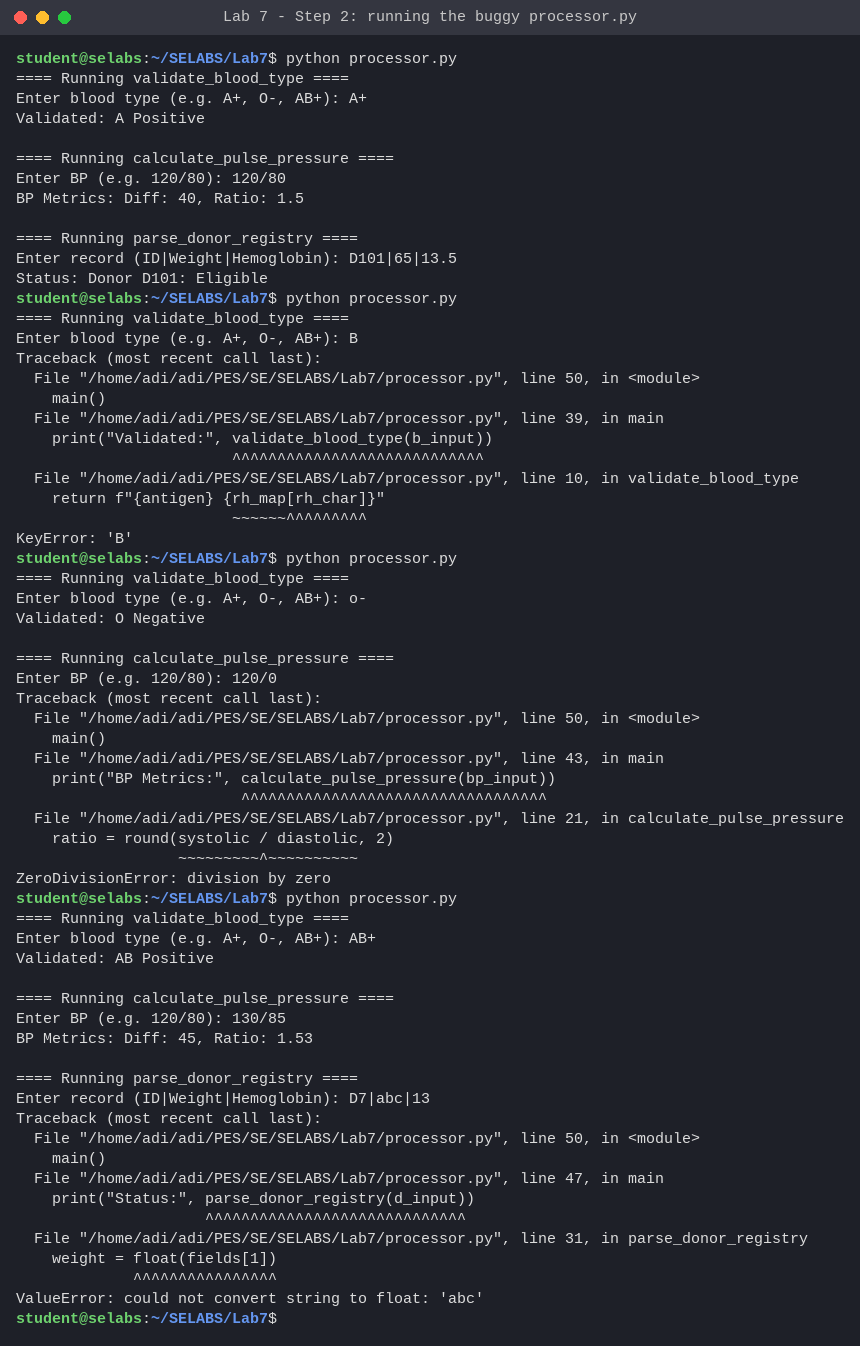 Lab 7 - Step 2: running the buggy processor.py
student@selabs:~/SELABS/Lab7$ python processor.py
==== Running validate_blood_type ====
Enter blood type (e.g. A+, O-, AB+): A+
Validated: A Positive

==== Running calculate_pulse_pressure ====
Enter BP (e.g. 120/80): 120/80
BP Metrics: Diff: 40, Ratio: 1.5

==== Running parse_donor_registry ====
Enter record (ID|Weight|Hemoglobin): D101|65|13.5
Status: Donor D101: Eligible
student@selabs:~/SELABS/Lab7$ python processor.py
==== Running validate_blood_type ====
Enter blood type (e.g. A+, O-, AB+): B
Traceback (most recent call last):
  File "/home/adi/adi/PES/SE/SELABS/Lab7/processor.py", line 50, in <module>
    main()
  File "/home/adi/adi/PES/SE/SELABS/Lab7/processor.py", line 39, in main
    print("Validated:", validate_blood_type(b_input))
                        ^^^^^^^^^^^^^^^^^^^^^^^^^^^^
  File "/home/adi/adi/PES/SE/SELABS/Lab7/processor.py", line 10, in validate_blood_type
    return f"{antigen} {rh_map[rh_char]}"
                        ~~~~~~^^^^^^^^^
KeyError: 'B'
student@selabs:~/SELABS/Lab7$ python processor.py
==== Running validate_blood_type ====
Enter blood type (e.g. A+, O-, AB+): o-
Validated: O Negative

==== Running calculate_pulse_pressure ====
Enter BP (e.g. 120/80): 120/0
Traceback (most recent call last):
  File "/home/adi/adi/PES/SE/SELABS/Lab7/processor.py", line 50, in <module>
    main()
  File "/home/adi/adi/PES/SE/SELABS/Lab7/processor.py", line 43, in main
    print("BP Metrics:", calculate_pulse_pressure(bp_input))
                         ^^^^^^^^^^^^^^^^^^^^^^^^^^^^^^^^^^
  File "/home/adi/adi/PES/SE/SELABS/Lab7/processor.py", line 21, in calculate_pulse_pressure
    ratio = round(systolic / diastolic, 2)
                  ~~~~~~~~~^~~~~~~~~~~
ZeroDivisionError: division by zero
student@selabs:~/SELABS/Lab7$ python processor.py
==== Running validate_blood_type ====
Enter blood type (e.g. A+, O-, AB+): AB+
Validated: AB Positive

==== Running calculate_pulse_pressure ====
Enter BP (e.g. 120/80): 130/85
BP Metrics: Diff: 45, Ratio: 1.53

==== Running parse_donor_registry ====
Enter record (ID|Weight|Hemoglobin): D7|abc|13
Traceback (most recent call last):
  File "/home/adi/adi/PES/SE/SELABS/Lab7/processor.py", line 50, in <module>
    main()
  File "/home/adi/adi/PES/SE/SELABS/Lab7/processor.py", line 47, in main
    print("Status:", parse_donor_registry(d_input))
                     ^^^^^^^^^^^^^^^^^^^^^^^^^^^^^
  File "/home/adi/adi/PES/SE/SELABS/Lab7/processor.py", line 31, in parse_donor_registry
    weight = float(fields[1])
             ^^^^^^^^^^^^^^^^
ValueError: could not convert string to float: 'abc'
student@selabs:~/SELABS/Lab7$